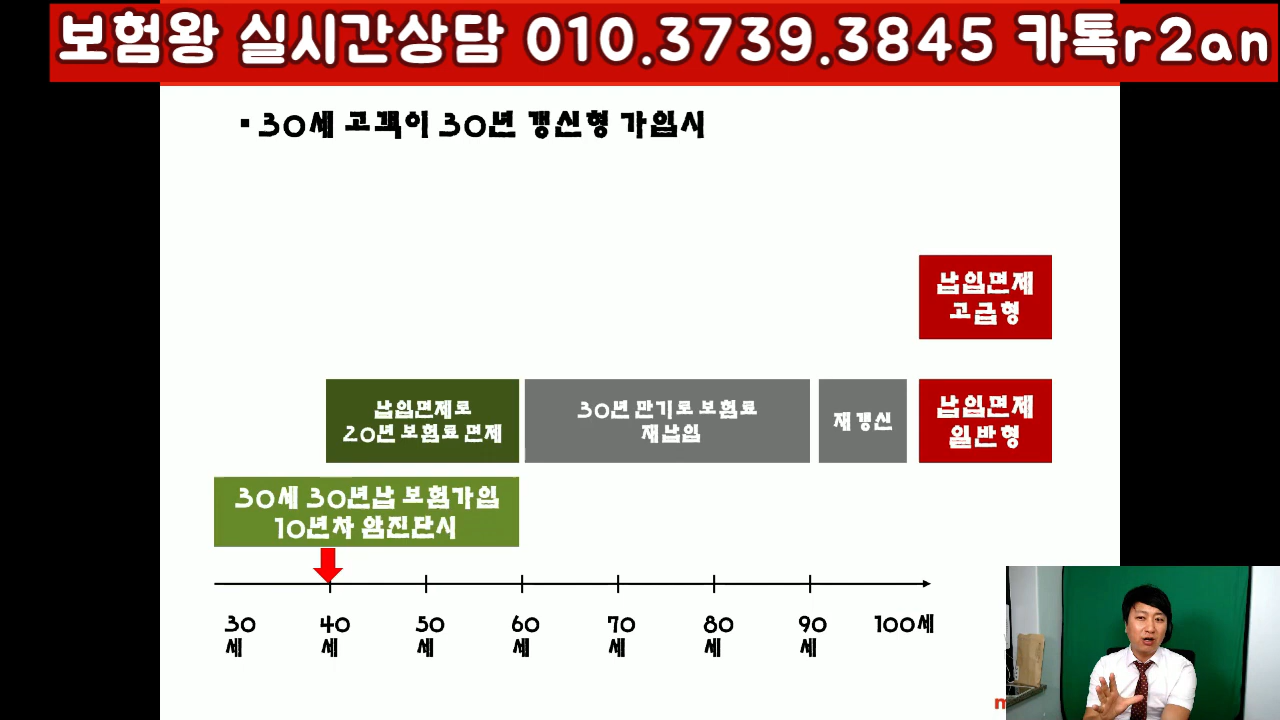 보험왕 실시간상담 010.3739.3845 카톡r2an
▪ 30세 고객이 30년 갱신형 가입시
납입면제
고급형
납입면제로
20년 보험료 면제
30년 만기로 보험료
재납입
재갱신
납입면제
일반형
30세 30년납 보험가입
10년차 암진단시
30
세
40
세
50
세
60
세
70
세
80
세
90
세
100세
m